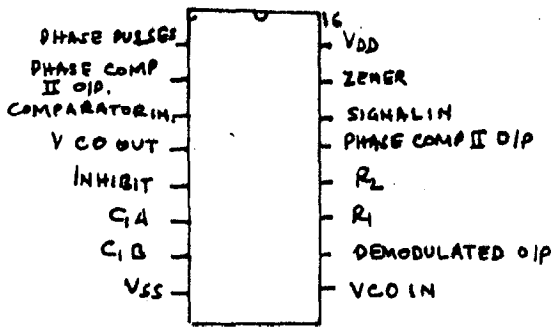 16
PHASE PULSES
PHASE COMP
II O/P.
COMPARATOR IN
VCO OUT
INHIBIT
C1A
C1B
VSS
VDD
ZENER
SIGNAL IN
PHASE COMP II O/P
R2
R1
DEMODULATED O/P
VCO IN